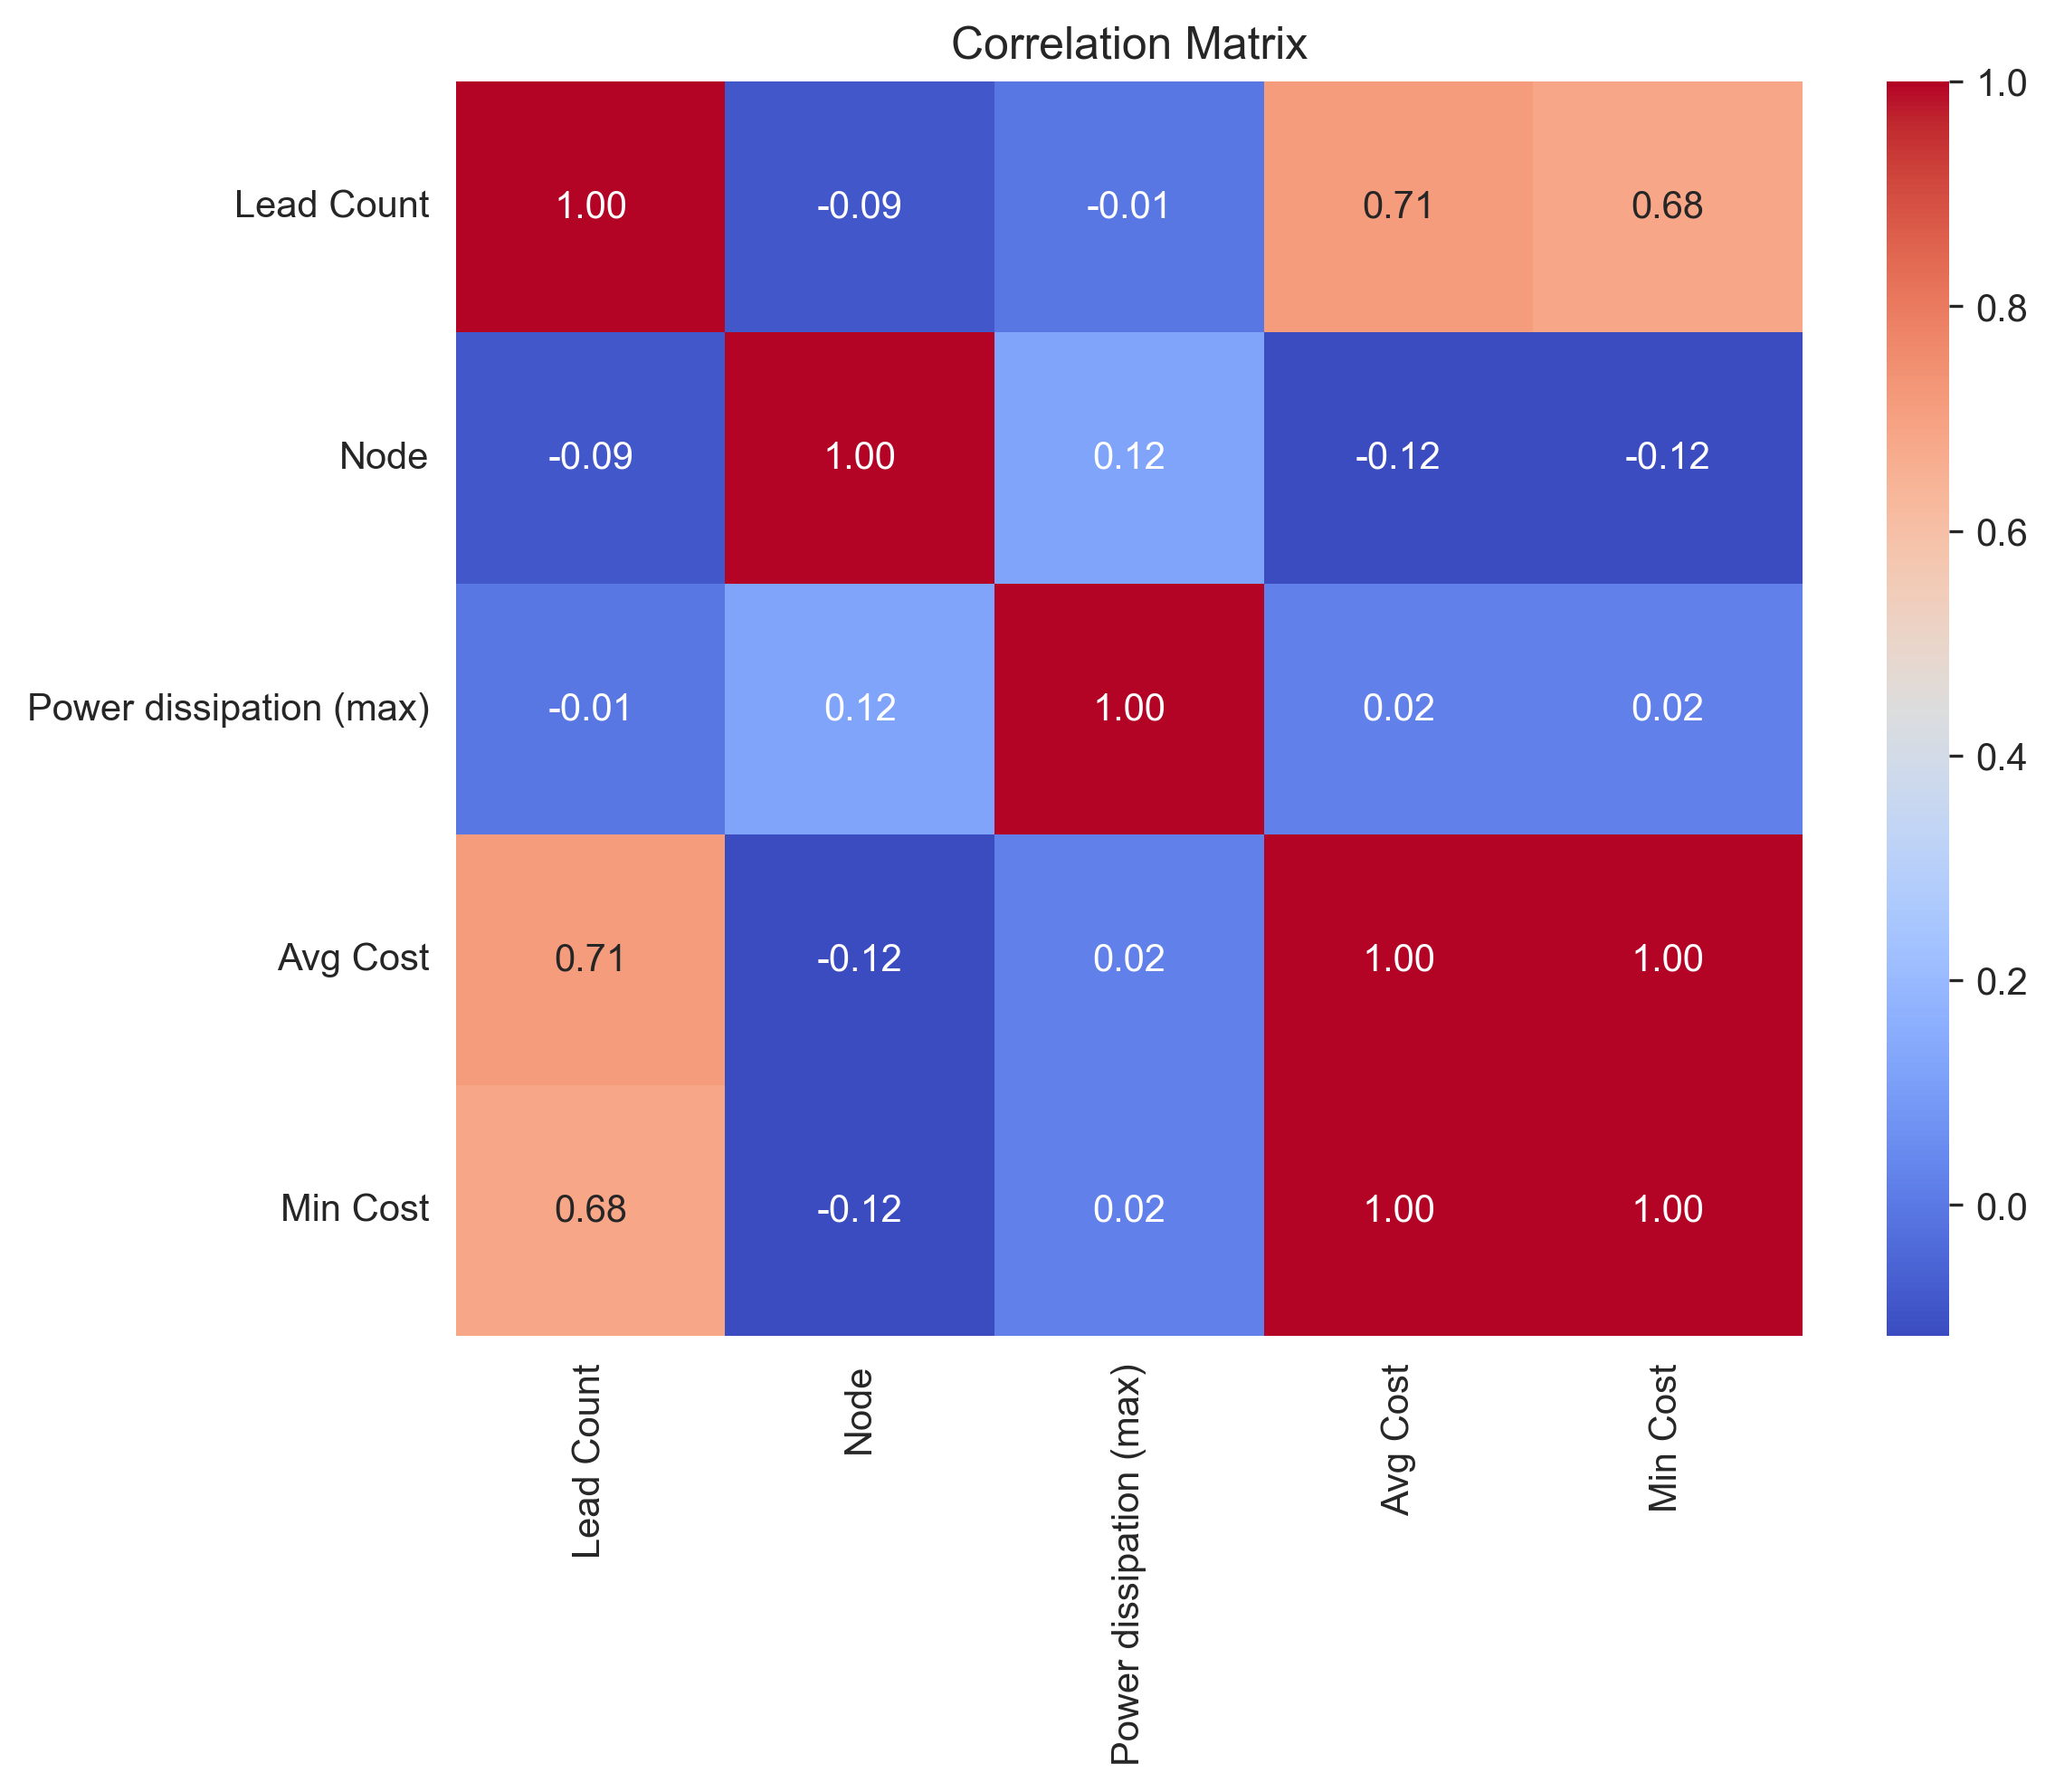 Correlation Matrix
Lead Count 1.00 -0.09 -0.01 0.71 0.68
Node -0.09 1.00 0.12 -0.12 -0.12
Power dissipation (max) -0.01 0.12 1.00 0.02 0.02
Avg Cost 0.71 -0.12 0.02 1.00 1.00
Min Cost 0.68 -0.12 0.02 1.00 1.00
Lead Count
Node
Power dissipation (max)
Avg Cost
Min Cost
1.0
0.8
0.6
0.4
0.2
0.0